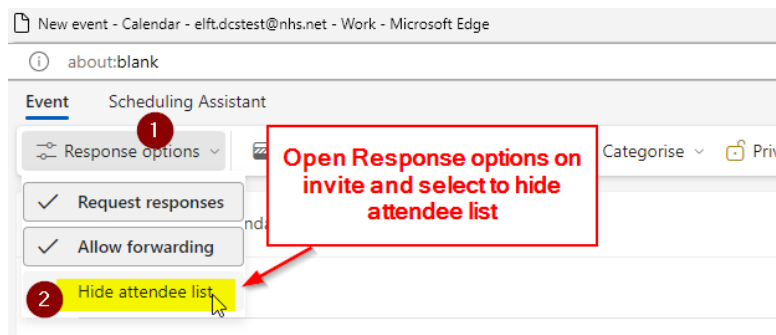 New event - Calendar - elft.dcstest@nhs.net - Work - Microsoft Edge
about:blank
Event Scheduling Assistant
1
Response options
Categorise
Open Response options on
invite and select to hide
attendee list
Request responses
Allow forwarding
2 Hide attendee list